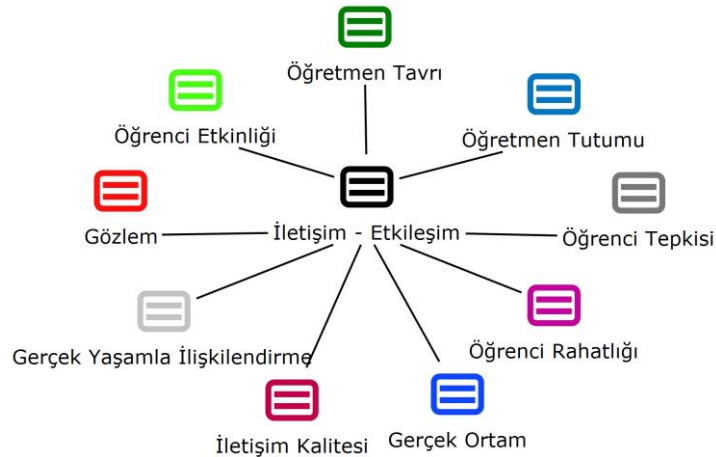 Öğretmen Tavrı
Öğrenci Etkinliği
Öğretmen Tutumu
Gözlem
İletişim - Etkileşim
Öğrenci Tepkisi
Gerçek Yaşamla İlişkilendirme
Öğrenci Rahatlığı
İletişim Kalitesi
Gerçek Ortam